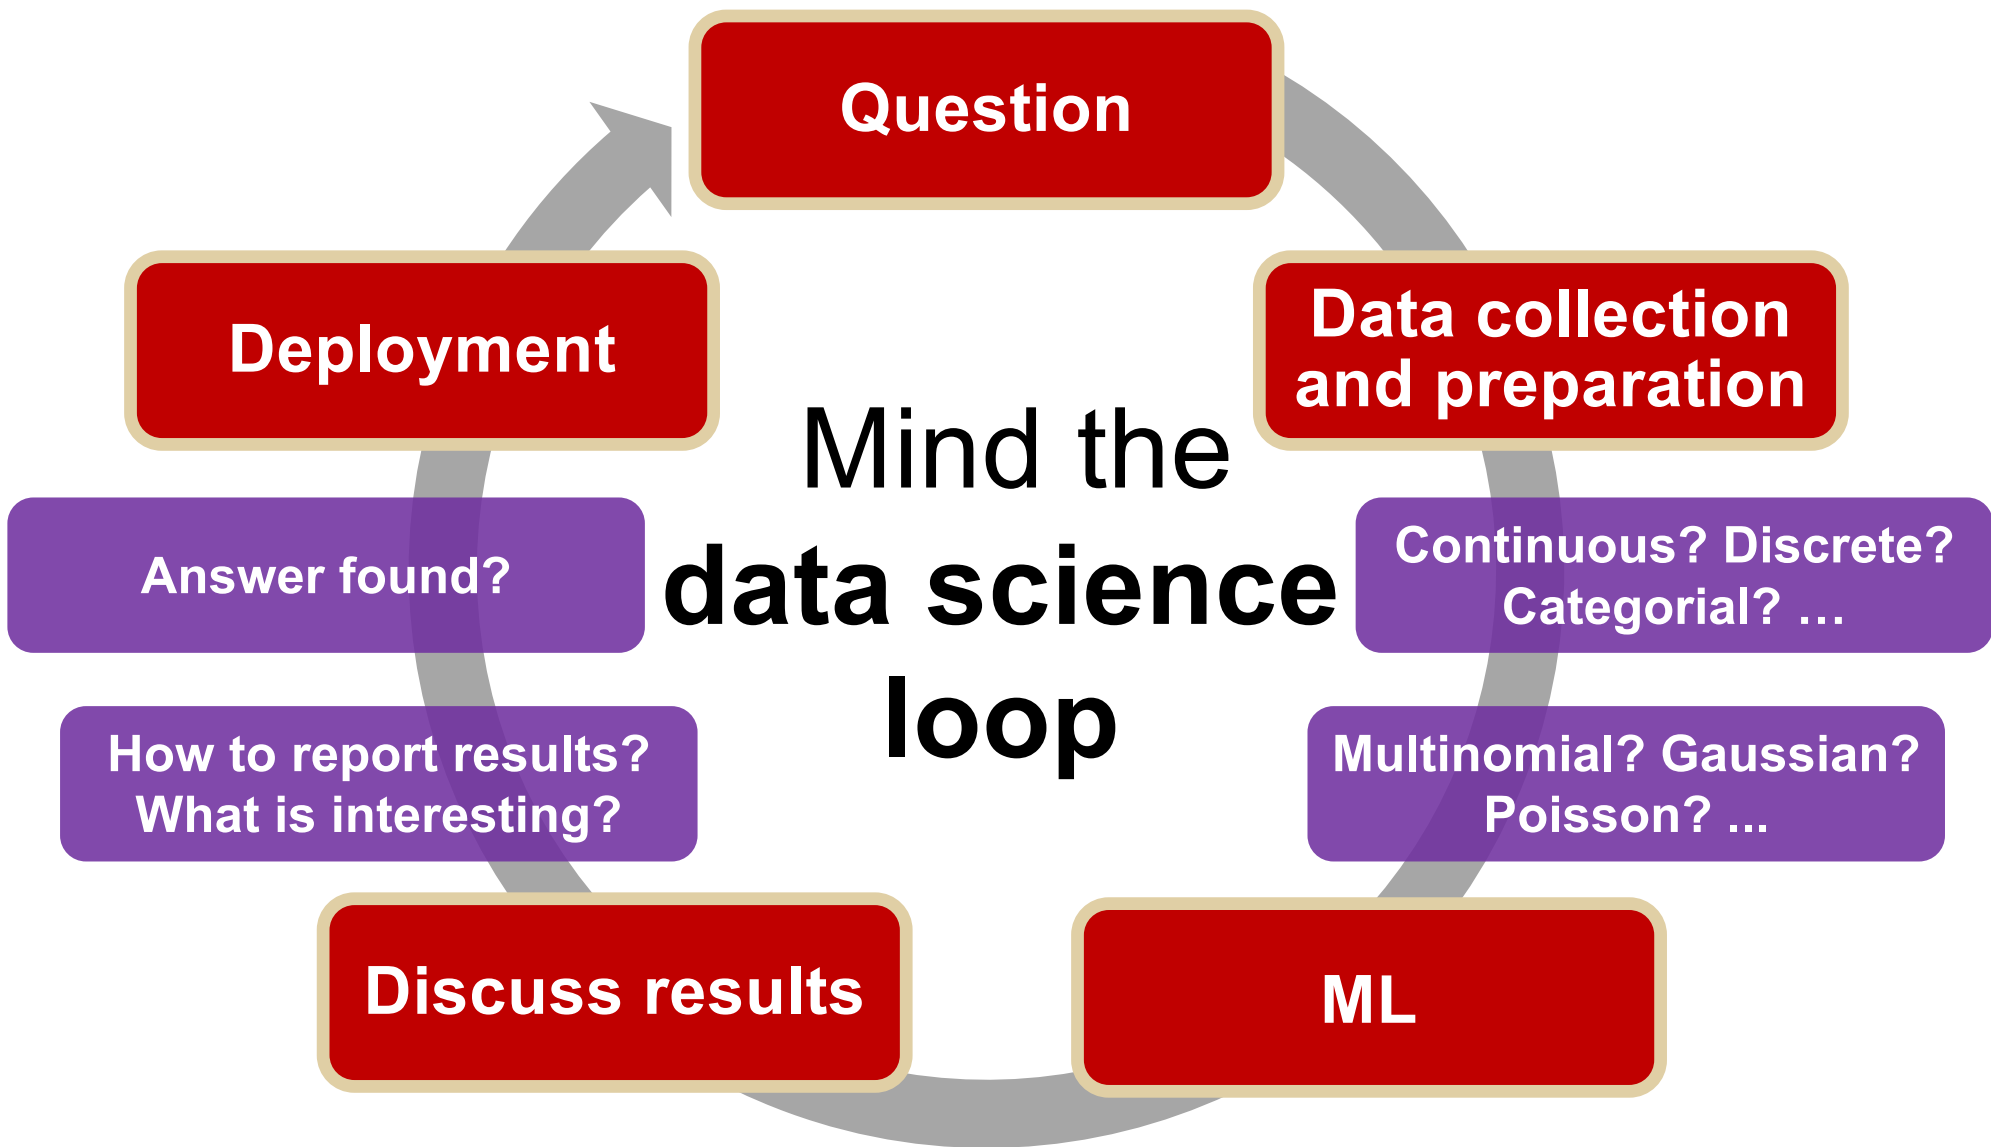 Question
Data collection
and preparation
Continuous? Discrete?
Categorial? …
Multinomial? Gaussian?
Poisson? ...
ML
Discuss results
How to report results?
What is interesting?
Answer found?
Deployment
Mind the
data science
loop